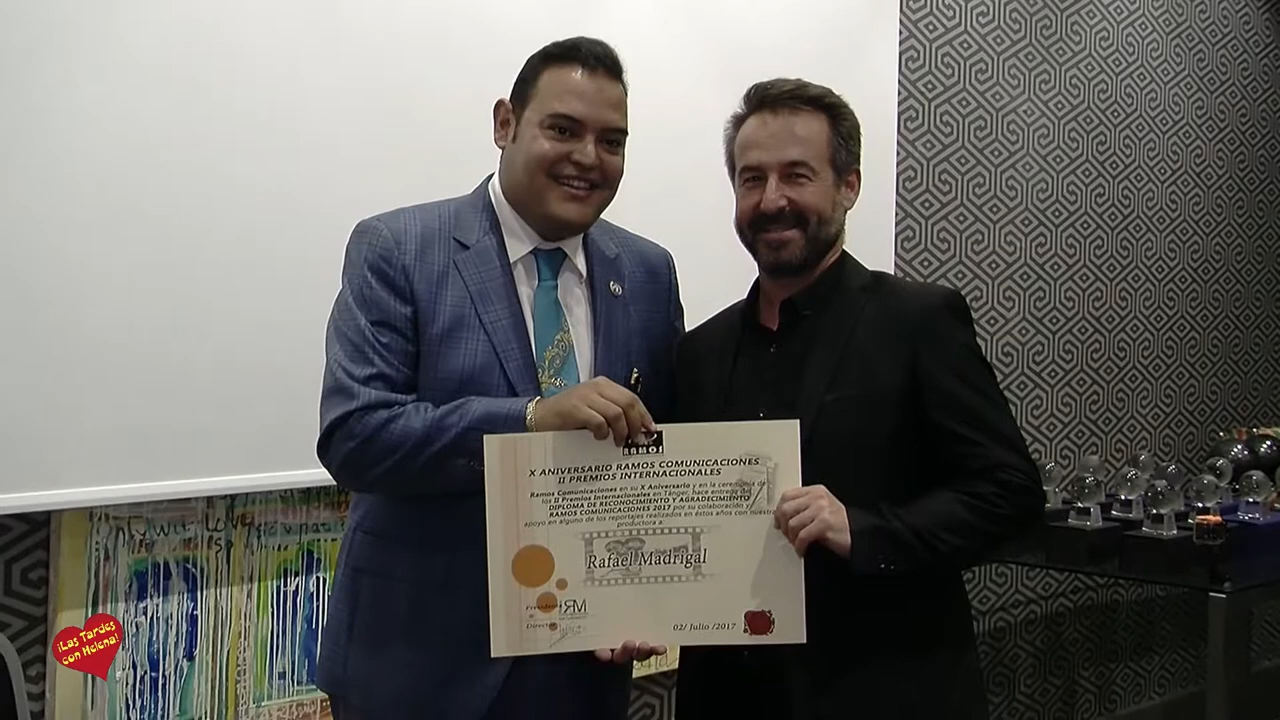 RAMOS
X ANIVERSARIO RAMOS COMUNICACIONES
II PREMIOS INTERNACIONALES
Ramos Comunicaciones en su X Aniversario y en la ceremonia de
los II Premios Internacionales en Tánger, hace entrega del
DIPLOMA DE RECONOCIMIENTO Y AGRADECIMIENTO
RAMOS COMUNICACIONES 2017 por su colaboración y
apoyo en alguno de los reportajes realizados en éstos años con nuestra
productora a:
Rafael Madrigal
Presidente
RM
Director
02/ Julio /2017
¡Las Tardes
con Helena!